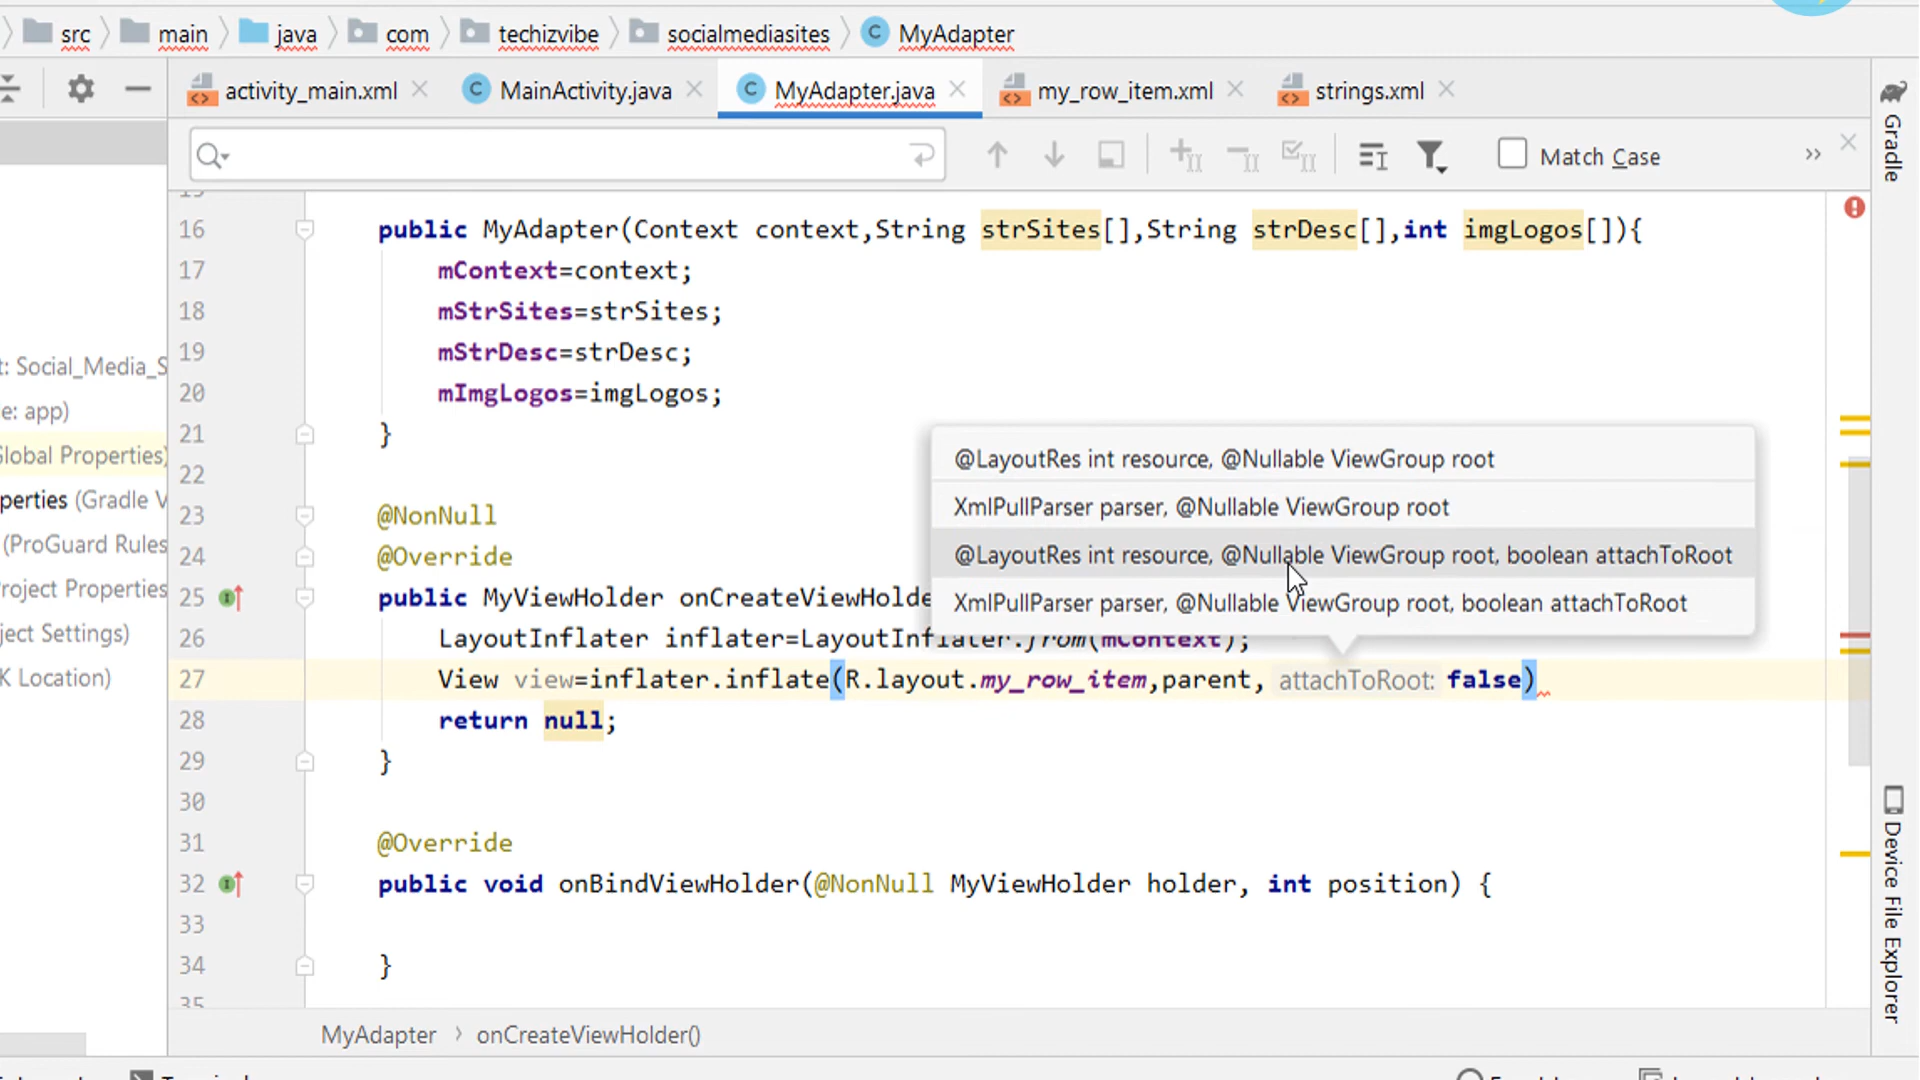 src main java com techizvibe socialmediasites C MyAdapter
activity_main.xml C MainActivity.java C MyAdapter.java my_row_item.xml strings.xml
Match Case
Gradle
16 public MyAdapter(Context context,String strSites[],String strDesc[],int imgLogos[]){
17 mContext=context;
18 mStrSites=strSites;
t: Social_Media_S
19 mStrDesc=strDesc;
20 mImgLogos=imgLogos;
e: app)
21 }
lobal Properties)
@LayoutRes int resource, @Nullable ViewGroup root
22
perties (Gradle V
XmlPullParser parser, @Nullable ViewGroup root
23 @NonNull
(ProGuard Rules
@LayoutRes int resource, @Nullable ViewGroup root, boolean attachToRoot
24 @Override
roject Properties
25 public MyViewHolder onCreateViewHolde
XmlPullParser parser, @Nullable ViewGroup root, boolean attachToRoot
ject Settings)
26 LayoutInflater inflater=LayoutInflater.from(mContext);
K Location)
27 View view=inflater.inflate(R.layout.my_row_item,parent, attachToRoot: false)
28 return null;
29 }
30
31 @Override
32 public void onBindViewHolder(@NonNull MyViewHolder holder, int position) {
33
34 }
35
Device File Explorer
MyAdapter onCreateViewHolder()